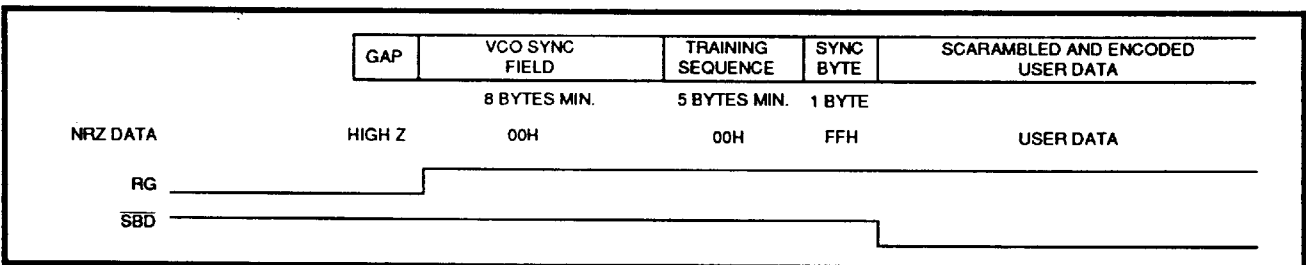 GAP
VCO SYNC
FIELD
TRAINING
SEQUENCE
SYNC
BYTE
SCARAMBLED AND ENCODED
USER DATA
8 BYTES MIN. 5 BYTES MIN. 1 BYTE
NRZ DATA HIGH Z 00H 00H FFH USER DATA
RG
SBD